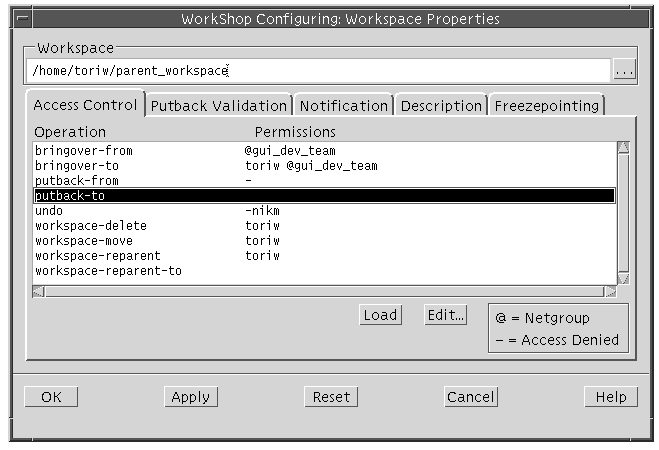 WorkShop Configuring: Workspace Properties
Workspace
/home/toriw/parent_workspace
...
Access Control Putback Validation Notification Description Freezepointing
Operation Permissions
bringover-from @gui_dev_team
bringover-to toriw @gui_dev_team
putback-from -
putback-to
undo -nikm
workspace-delete toriw
workspace-move toriw
workspace-reparent toriw
workspace-reparent-to
Load Edit...
@ = Netgroup
- = Access Denied
OK Apply Reset Cancel Help